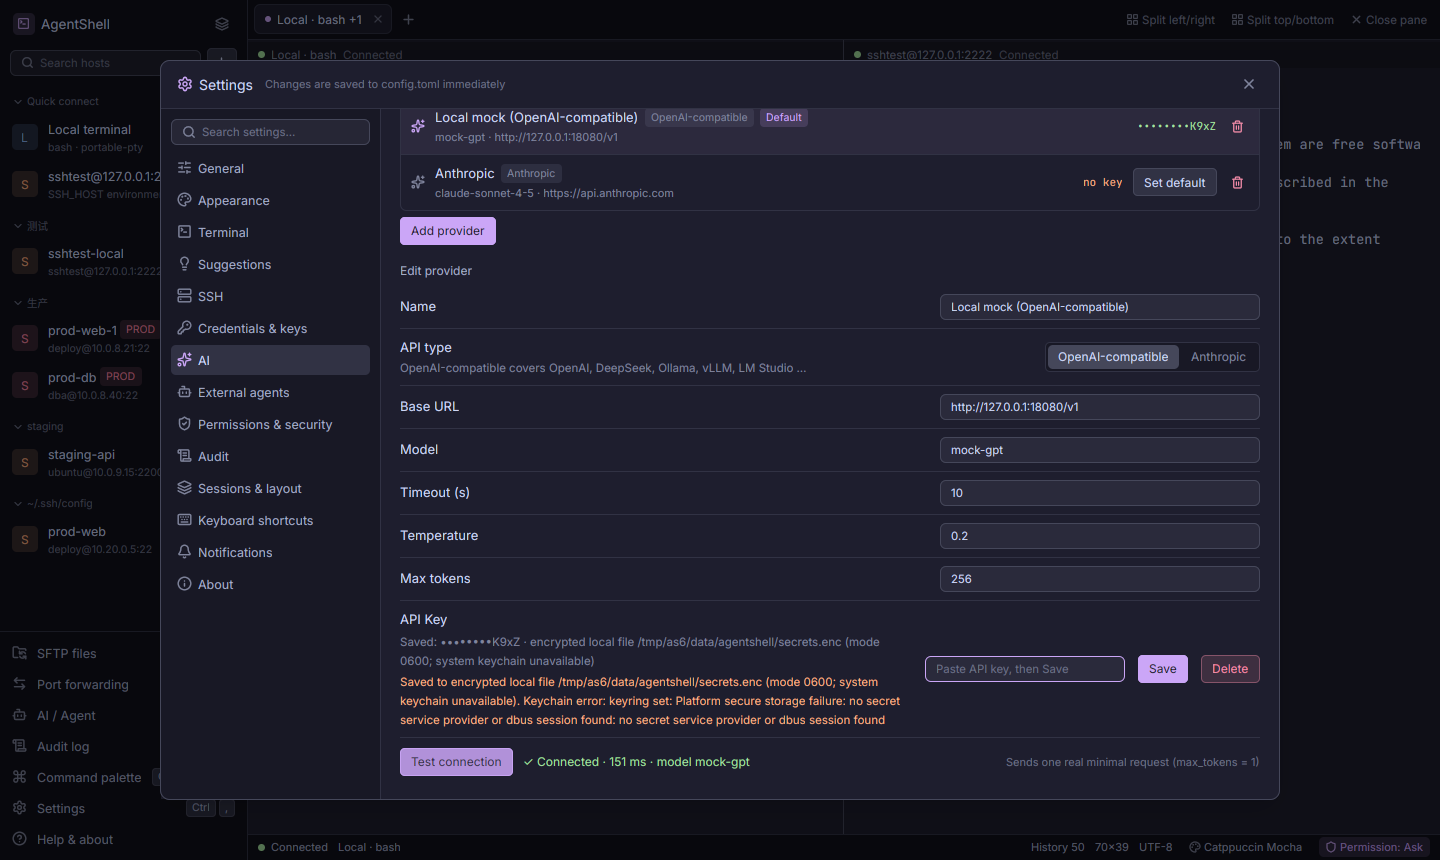 AgentShell
Local · bash +1
Split left/right
Split top/bottom
Close pane
Search hosts
Local · bash Connected
sshtest@127.0.0.1:2222 Connected
Settings
Changes are saved to config.toml immediately
Quick connect
L
Local terminal
bash · portable-pty
S
sshtest@127.0.0.1:2
SSH_HOST environme
测试
S
sshtest-local
sshtest@127.0.0.1:2222
生产
S
prod-web-1 PROD
deploy@10.0.8.21:22
S
prod-db PROD
dba@10.0.8.40:22
staging
S
staging-api
ubuntu@10.0.9.15:2200
~/.ssh/config
S
prod-web
deploy@10.20.0.5:22
SFTP files
Port forwarding
AI / Agent
Audit log
Command palette
Settings Ctrl ,
Help & about
Search settings...
General
Appearance
Terminal
Suggestions
SSH
Credentials & keys
AI
External agents
Permissions & security
Audit
Sessions & layout
Keyboard shortcuts
Notifications
About
Local mock (OpenAI-compatible) OpenAI-compatible Default
mock-gpt · http://127.0.0.1:18080/v1
••••••••K9xZ
Anthropic Anthropic
claude-sonnet-4-5 · https://api.anthropic.com
no key Set default
Add provider
Edit provider
Name
Local mock (OpenAI-compatible)
API type
OpenAI-compatible covers OpenAI, DeepSeek, Ollama, vLLM, LM Studio ...
OpenAI-compatible Anthropic
Base URL
http://127.0.0.1:18080/v1
Model
mock-gpt
Timeout (s)
10
Temperature
0.2
Max tokens
256
API Key
Saved: ••••••••K9xZ · encrypted local file /tmp/as6/data/agentshell/secrets.enc (mode
0600; system keychain unavailable)
Saved to encrypted local file /tmp/as6/data/agentshell/secrets.enc (mode 0600; system
keychain unavailable). Keychain error: keyring set: Platform secure storage failure: no secret
service provider or dbus session found: no secret service provider or dbus session found
Paste API key, then Save
Save
Delete
Test connection
✓ Connected · 151 ms · model mock-gpt
Sends one real minimal request (max_tokens = 1)
em are free softwa
scribed in the
to the extent
Connected Local · bash
History 50 70×39 UTF-8 Catppuccin Mocha Permission: Ask